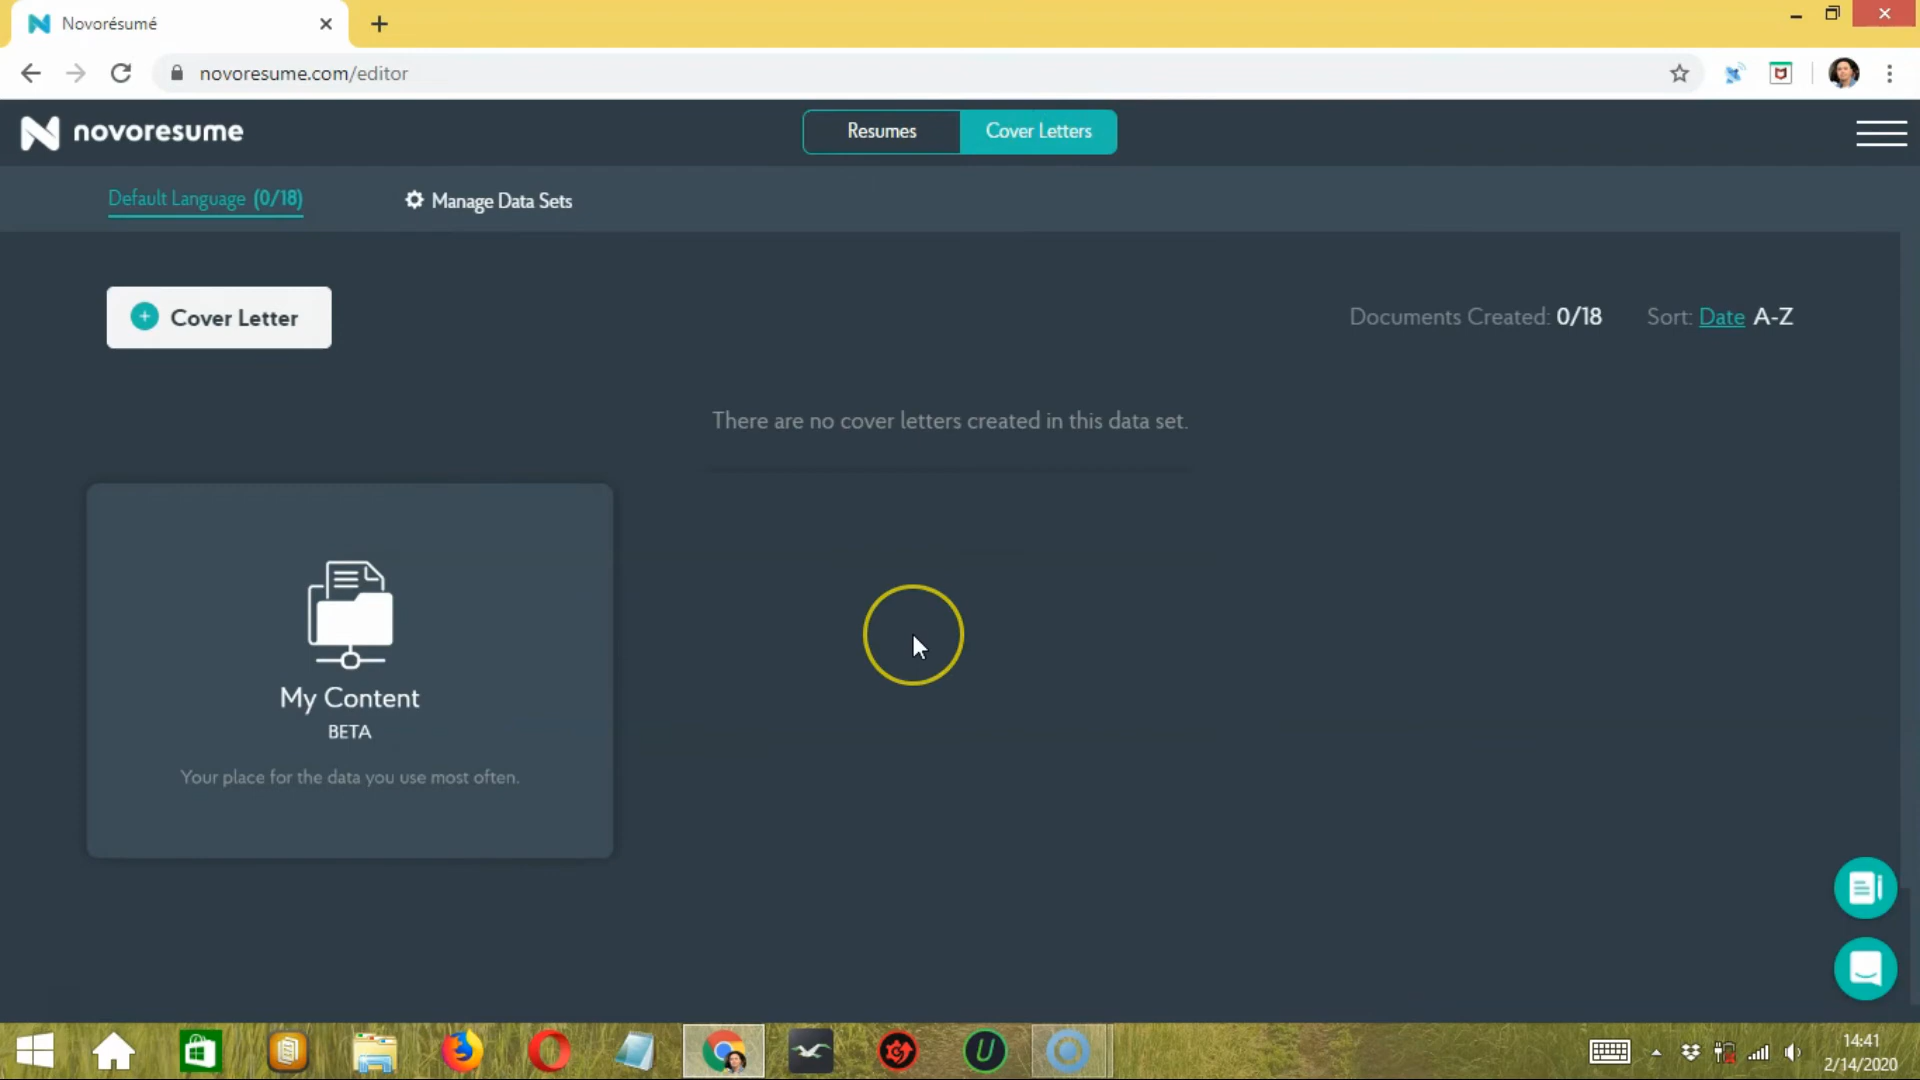 Novorésumé
novoresume.com/editor
novoresume
Resumes
Cover Letters
Default Language (0/18)
Manage Data Sets
Cover Letter
Documents Created: 0/18
Sort: Date A-Z
There are no cover letters created in this data set.
My Content
BETA
Your place for the data you use most often.
14:41
2/14/2020